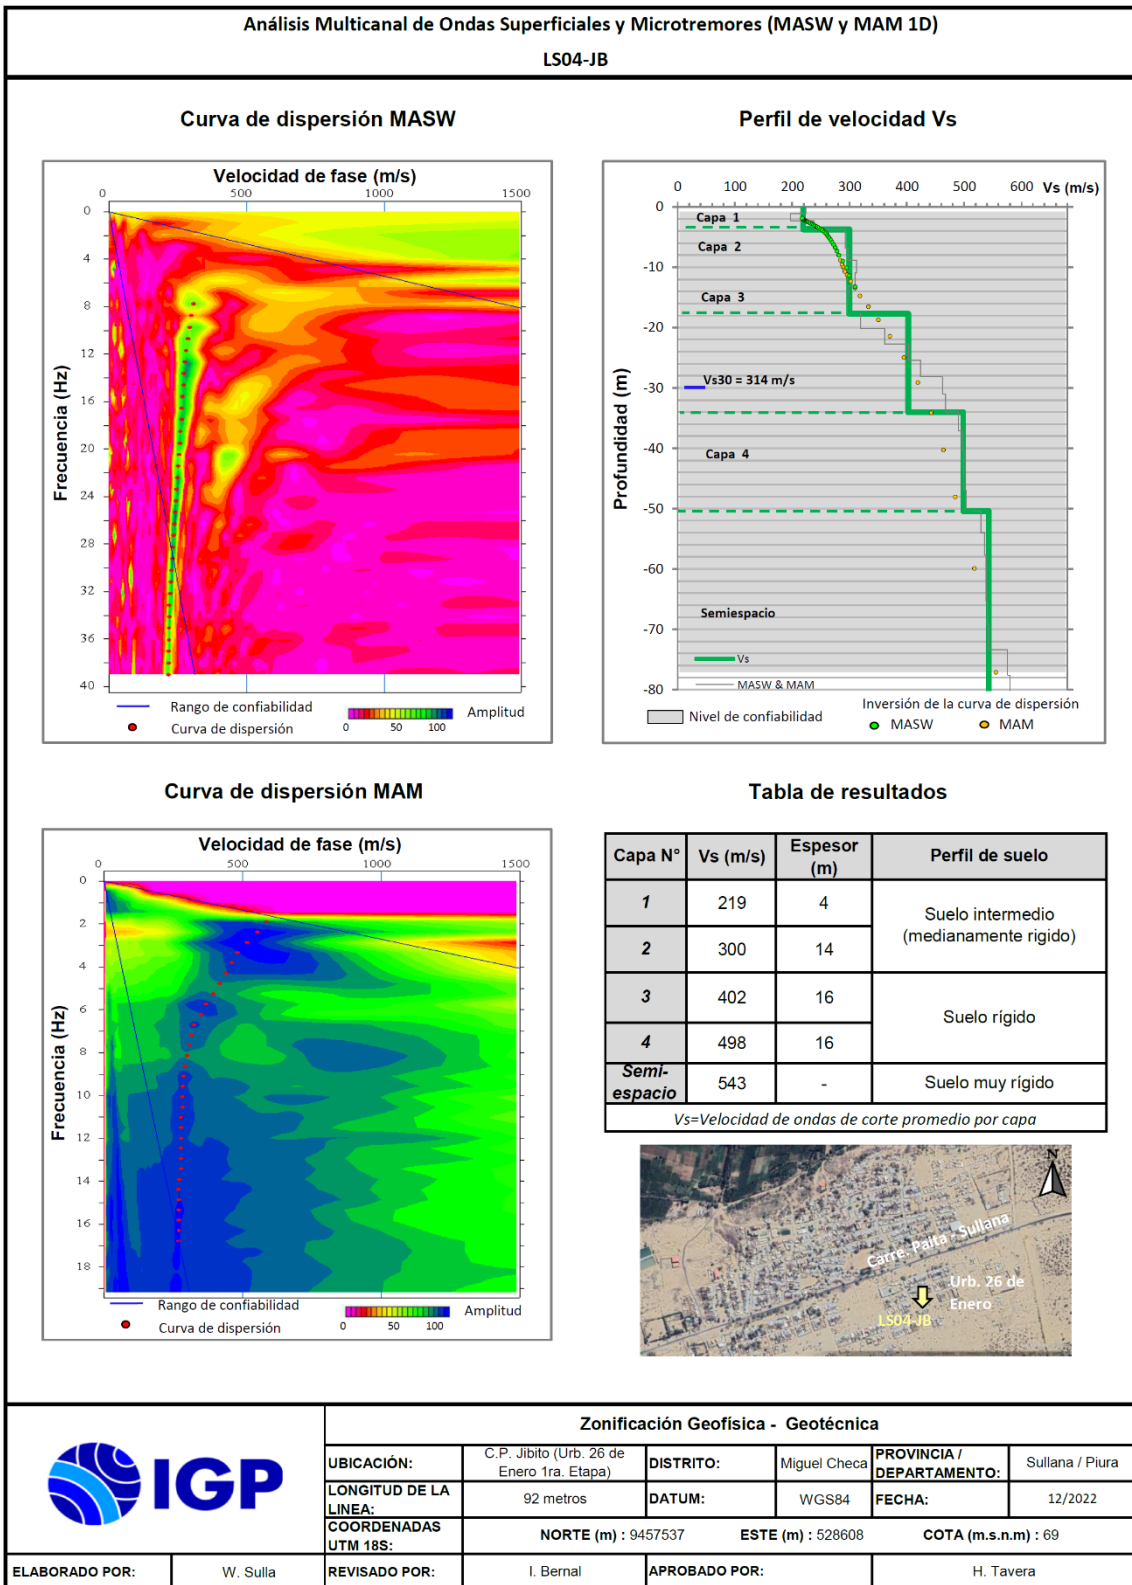 Análisis Multicanal de Ondas Superficiales y Microtremores (MASW y MAM 1D)
LS04-JB
Curva de dispersión MASW
Velocidad de fase (m/s)
0 500 1000 1500
Frecuencia (Hz)
0
4
8
12
16
20
24
28
32
36
40
Rango de confiabilidad
Curva de dispersión
Amplitud
0 50 100
Perfil de velocidad Vs
0 100 200 300 400 500 600 Vs (m/s)
Profundidad (m)
0
-10
-20
-30
-40
-50
-60
-70
-80
Capa 1
Capa 2
Capa 3
Vs30 = 314 m/s
Capa 4
Semiespacio
Vs
MASW & MAM
Nivel de confiabilidad
Inversión de la curva de dispersión
MASW MAM
Curva de dispersión MAM
Velocidad de fase (m/s)
0 500 1000 1500
Frecuencia (Hz)
0
2
4
6
8
10
12
14
16
18
Rango de confiabilidad
Curva de dispersión
Amplitud
0 50 100
Tabla de resultados
Capa N° Vs (m/s) Espesor (m) Perfil de suelo
1 219 4 Suelo intermedio (medianamente rigido)
2 300 14
3 402 16 Suelo rígido
4 498 16
Semi-espacio 543 - Suelo muy rígido
Vs=Velocidad de ondas de corte promedio por capa
N
Carre. Paita - Sullana
Urb. 26 de
Enero
LS04-JB
IGP
Zonificación Geofísica - Geotécnica
UBICACIÓN: C.P. Jibito (Urb. 26 de Enero 1ra. Etapa) DISTRITO: Miguel Checa PROVINCIA / DEPARTAMENTO: Sullana / Piura
LONGITUD DE LA LINEA: 92 metros DATUM: WGS84 FECHA: 12/2022
COORDENADAS UTM 18S: NORTE (m) : 9457537 ESTE (m) : 528608 COTA (m.s.n.m) : 69
ELABORADO POR: W. Sulla REVISADO POR: I. Bernal APROBADO POR: H. Tavera